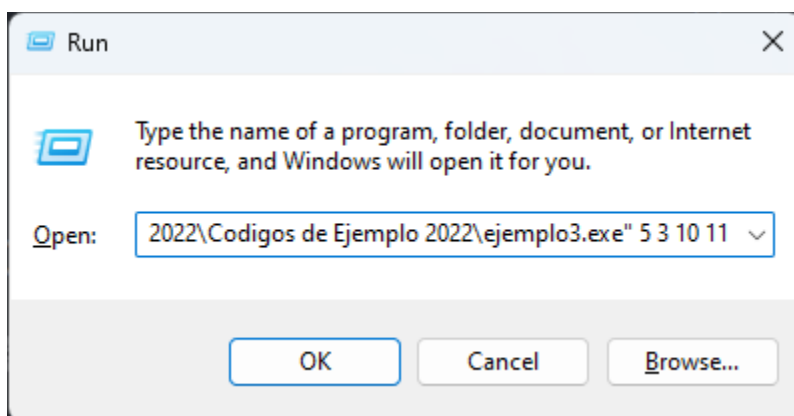 Run
Type the name of a program, folder, document, or Internet
resource, and Windows will open it for you.
Open:
2022\Codigos de Ejemplo 2022\ejemplo3.exe" 5 3 10 11
OK
Cancel
Browse...